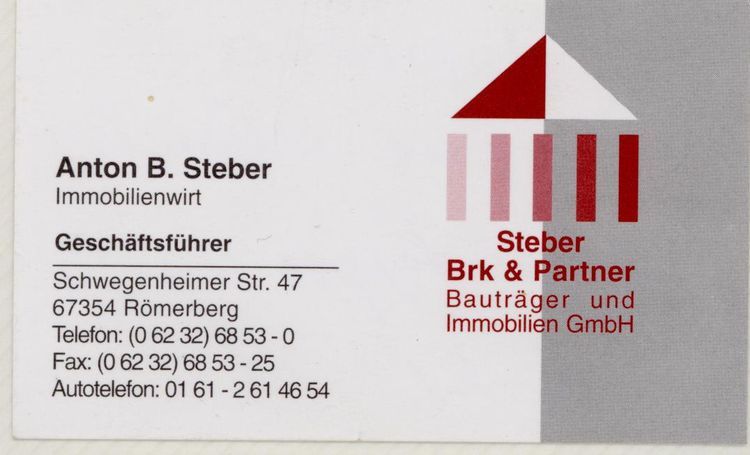 Anton B. Steber
Immobilienwirt
Geschäftsführer
Schwegenheimer Str. 47
67354 Römerberg
Telefon: (0 62 32) 68 53 - 0
Fax: (0 62 32) 68 53 - 25
Autotelefon: 01 61 - 2 61 46 54
Steber
Brk & Partner
Bauträger und
Immobilien GmbH